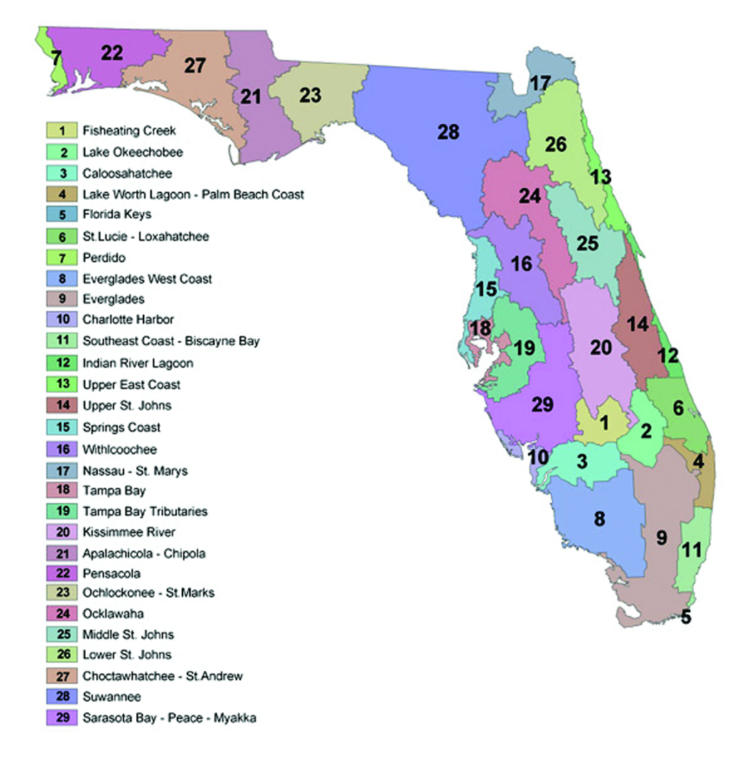 7
22
27
21
23
28
17
26
13
24
25
16
15
18
19
14
20
12
29
1
6
2
10
3
4
8
9
11
5
1 Fisheating Creek
2 Lake Okeechobee
3 Caloosahatchee
4 Lake Worth Lagoon - Palm Beach Coast
5 Florida Keys
6 St.Lucie - Loxahatchee
7 Perdido
8 Everglades West Coast
9 Everglades
10 Charlotte Harbor
11 Southeast Coast - Biscayne Bay
12 Indian River Lagoon
13 Upper East Coast
14 Upper St. Johns
15 Springs Coast
16 Withlcoochee
17 Nassau - St. Marys
18 Tampa Bay
19 Tampa Bay Tributaries
20 Kissimmee River
21 Apalachicola - Chipola
22 Pensacola
23 Ochlockonee - St.Marks
24 Ocklawaha
25 Middle St. Johns
26 Lower St. Johns
27 Choctawhatchee - St.Andrew
28 Suwannee
29 Sarasota Bay - Peace - Myakka